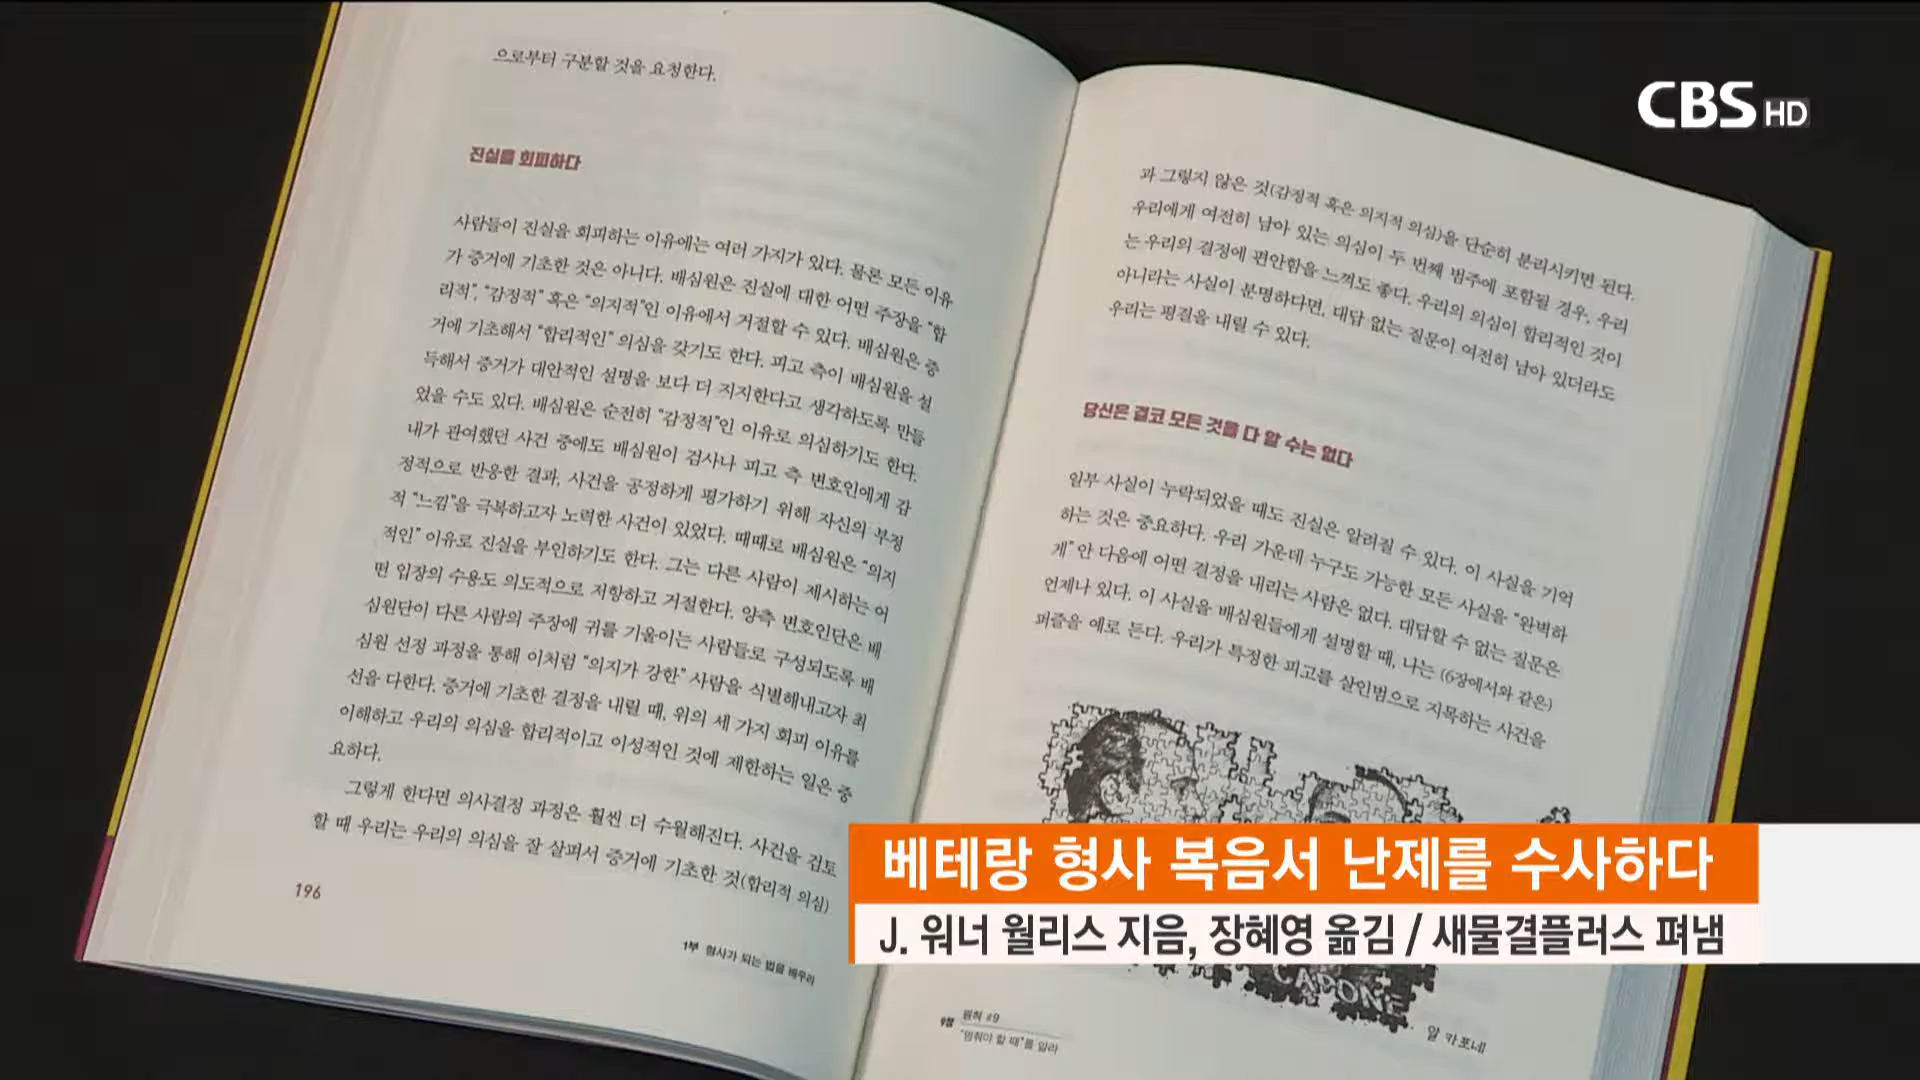 으로부터 구분할 것을 요청한다.
진실을 회피하다
사람들이 진실을 회피하는 이유에는 여러 가지가 있다. 물론 모든 이유
가 증거에 기초한 것은 아니다. 배심원은 진실에 대한 어떤 주장을 “합
리적”, “감정적” 혹은 “의지적”인 이유에서 거절할 수 있다. 배심원은 증
거에 기초해서 “합리적인” 의심을 갖기도 한다. 피고 측이 배심원을 설
득해서 증거가 대안적인 설명을 보다 더 지지한다고 생각하도록 만들
었을 수도 있다. 배심원은 순전히 “감정적”인 이유로 의심하기도 한다.
내가 관여했던 사건 중에도 배심원이 검사나 피고 측 변호인에게 감
정적으로 반응한 결과, 사건을 공정하게 평가하기 위해 자신의 부정
적 “느낌”을 극복하고자 노력한 사건이 있었다. 때때로 배심원은 “의지
적인” 이유로 진실을 부인하기도 한다. 그는 다른 사람이 제시하는 어
떤 입장의 수용도 의도적으로 저항하고 거절한다. 양측 변호인단은 배
심원단이 다른 사람의 주장에 귀를 기울이는 사람들로 구성되도록 배
심원 선정 과정을 통해 이처럼 “의지가 강한” 사람을 식별해내고자 최
선을 다한다. 증거에 기초한 결정을 내릴 때, 위의 세 가지 회피 이유를
이해하고 우리의 의심을 합리적이고 이성적인 것에 제한하는 일은 중
요하다.
그렇게 한다면 의사결정 과정은 훨씬 더 수월해진다. 사건을 검토
할 때 우리는 우리의 의심을 잘 살펴서 증거에 기초한 것(합리적 의심)
196
1부 형사가 되는 법을 배우라
과 그렇지 않은 것(감정적 혹은 의지적 의심)을 단순히 분리시키면 된다.
우리에게 여전히 남아 있는 의심이 두 번째 범주에 포함될 경우, 우리
는 우리의 결정에 편안함을 느껴도 좋다. 우리의 의심이 합리적인 것이
아니라는 사실이 분명하다면, 대답 없는 질문이 여전히 남아 있더라도
우리는 평결을 내릴 수 있다.
당신은 결코 모든 것을 다 알 수는 없다
일부 사실이 누락되었을 때도 진실은 알려질 수 있다. 이 사실을 기억
하는 것은 중요하다. 우리 가운데 누구도 가능한 모든 사실을 “완벽하
게” 안 다음에 어떤 결정을 내리는 사람은 없다. 대답할 수 없는 질문은
언제나 있다. 이 사실을 배심원들에게 설명할 때, 나는 (6장에서와 같은)
퍼즐을 예로 든다. 우리가 특정한 피고를 살인범으로 지목하는 사건을
CAPONE
알 카포네
9장 원칙 #9
“멈춰야 할 때”를 알라
CBS HD
베테랑 형사 복음서 난제를 수사하다
J. 워너 월리스 지음, 장혜영 옮김 / 새물결플러스 펴냄